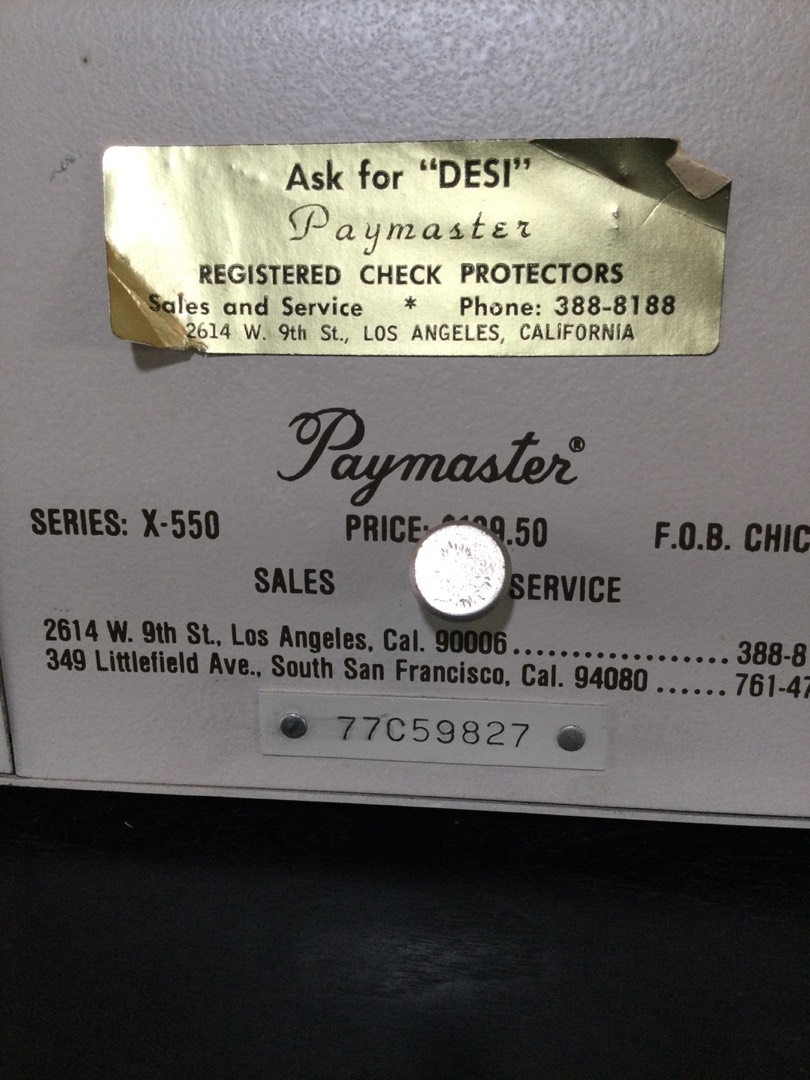 Ask for “DESI”
Paymaster
REGISTERED CHECK PROTECTORS
Sales and Service * Phone: 388-8188
2614 W. 9th St., LOS ANGELES, CALIFORNIA
Paymaster®
SERIES: X-550 PRICE: F.O.B.
SALES SERVICE
2614 W. 9th St., Los Angeles, Cal. 90006..................
349 Littlefield Ave., South San Francisco, Cal. 94080 ......
77C59827